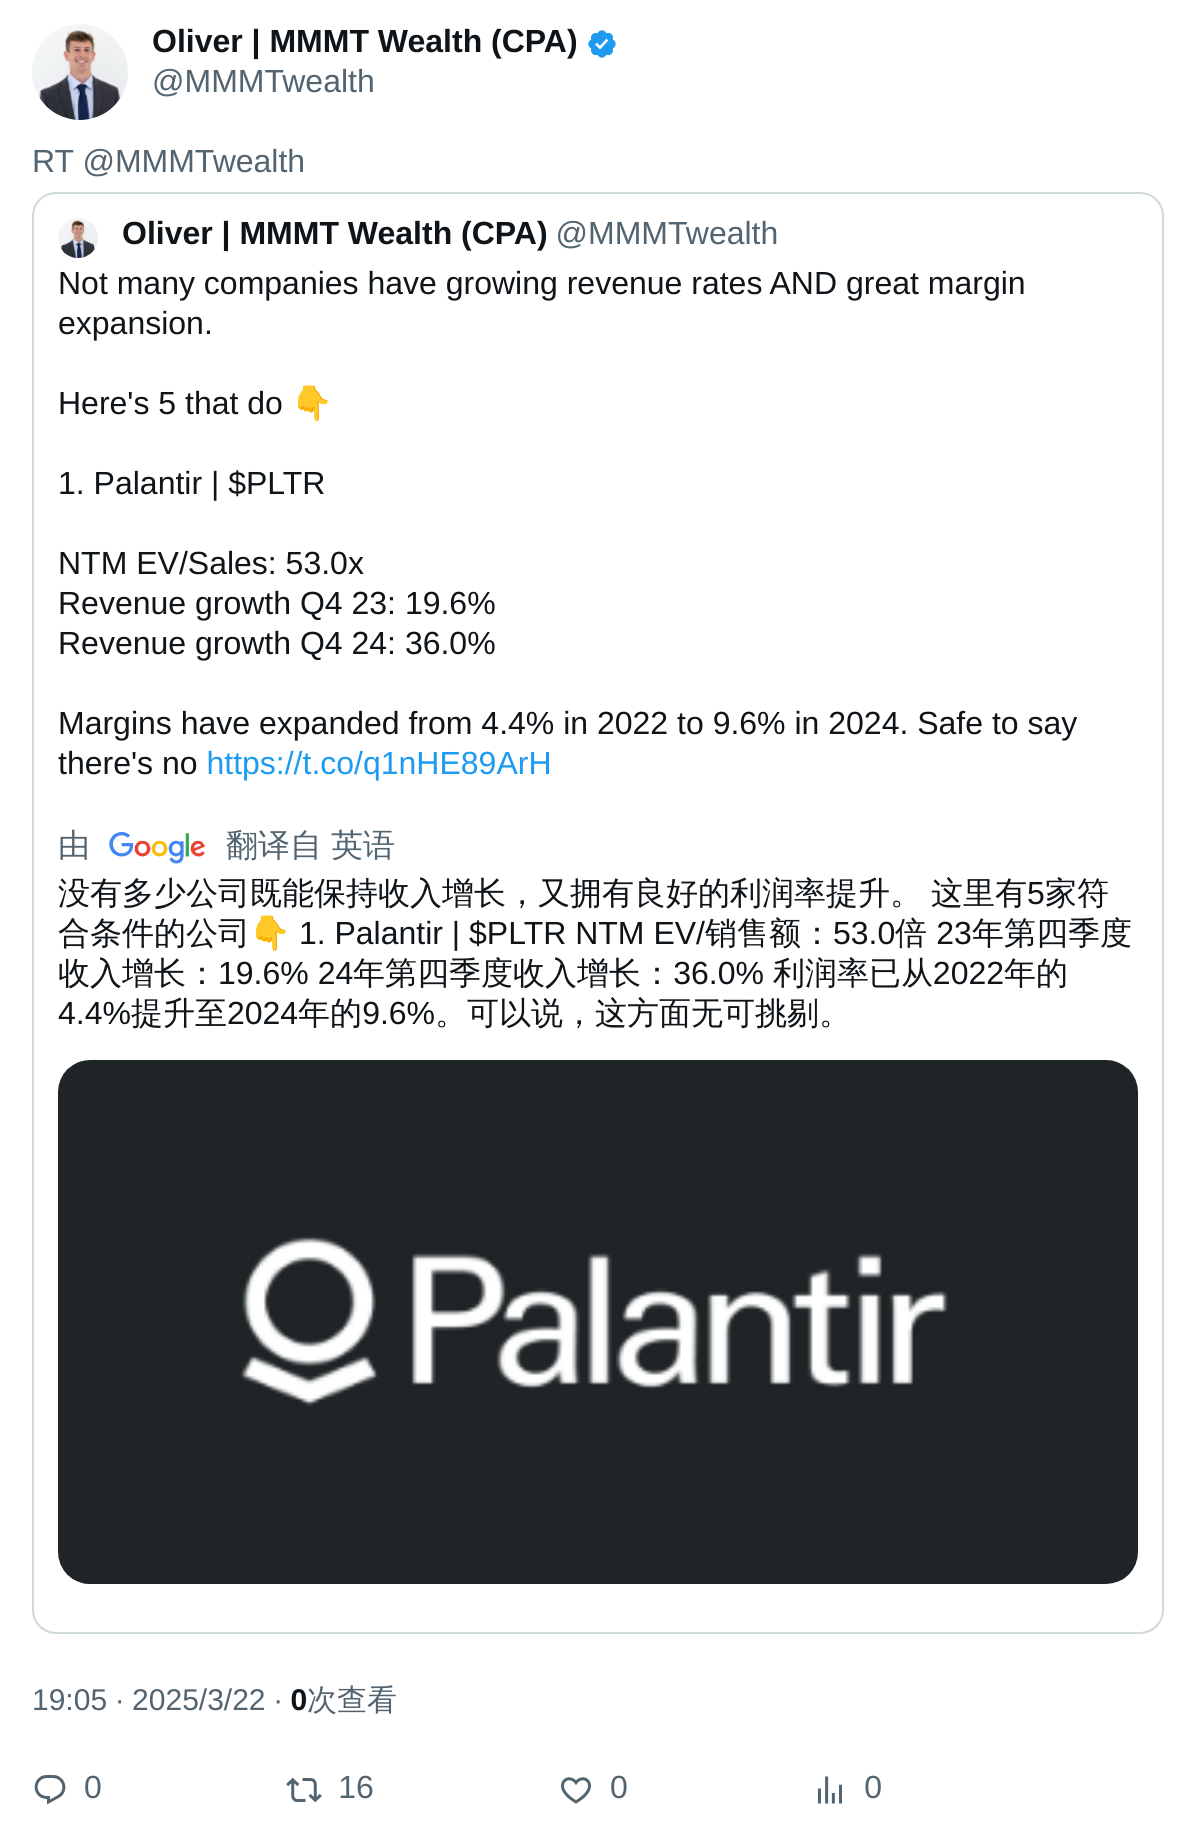 Oliver | MMMT Wealth (CPA)
@MMMTwealth
RT @MMMTwealth
Oliver | MMMT Wealth (CPA) @MMMTwealth
Not many companies have growing revenue rates AND great margin
expansion.
Here's 5 that do 👇
1. Palantir | $PLTR
NTM EV/Sales: 53.0x
Revenue growth Q4 23: 19.6%
Revenue growth Q4 24: 36.0%
Margins have expanded from 4.4% in 2022 to 9.6% in 2024. Safe to say
there's no https://t.co/q1nHE89ArH
由 Google 翻译自 英语
没有多少公司既能保持收入增长，又拥有良好的利润率提升。 这里有5家符
合条件的公司👇 1. Palantir | $PLTR NTM EV/销售额：53.0倍 23年第四季度
收入增长：19.6% 24年第四季度收入增长：36.0% 利润率已从2022年的
4.4%提升至2024年的9.6%。可以说，这方面无可挑剔。
Palantir
19:05 · 2025/3/22 · 0次查看
0 16 0 0